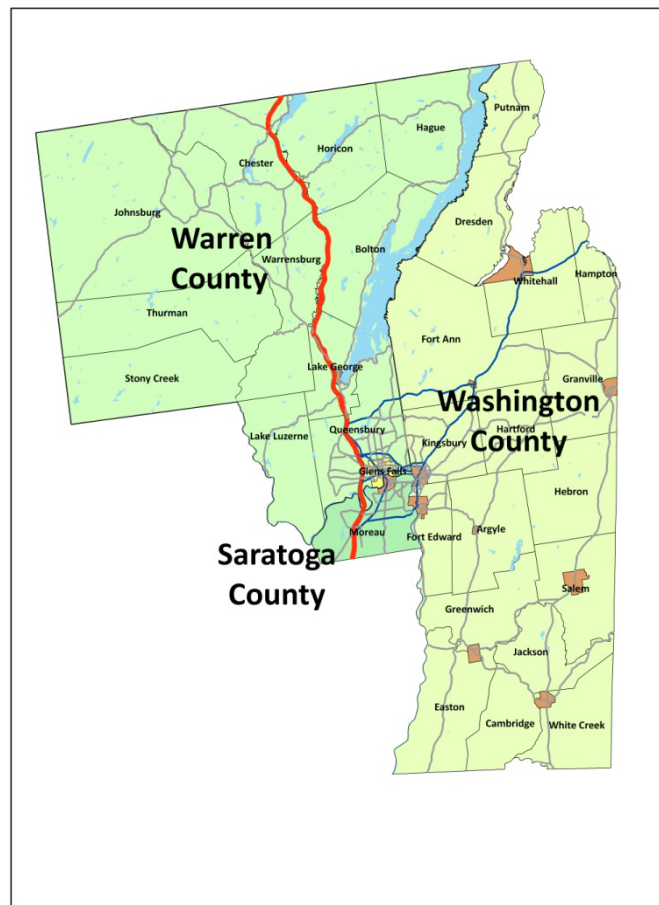 Putnam
Hague
Horicon
Chester
Dresden
Johnsburg
Warren
County
Bolton
Warrensburg
Hampton
Whitehall
Thurman
Fort Ann
Lake George
Stony Creek
Granville
Washington
County
Queensbury
Hartford
Lake Luzerne
Kingsbury
Glens Falls
Hebron
Moreau
Fort Edward
Argyle
Saratoga
County
Salem
Greenwich
Jackson
Easton
Cambridge
White Creek